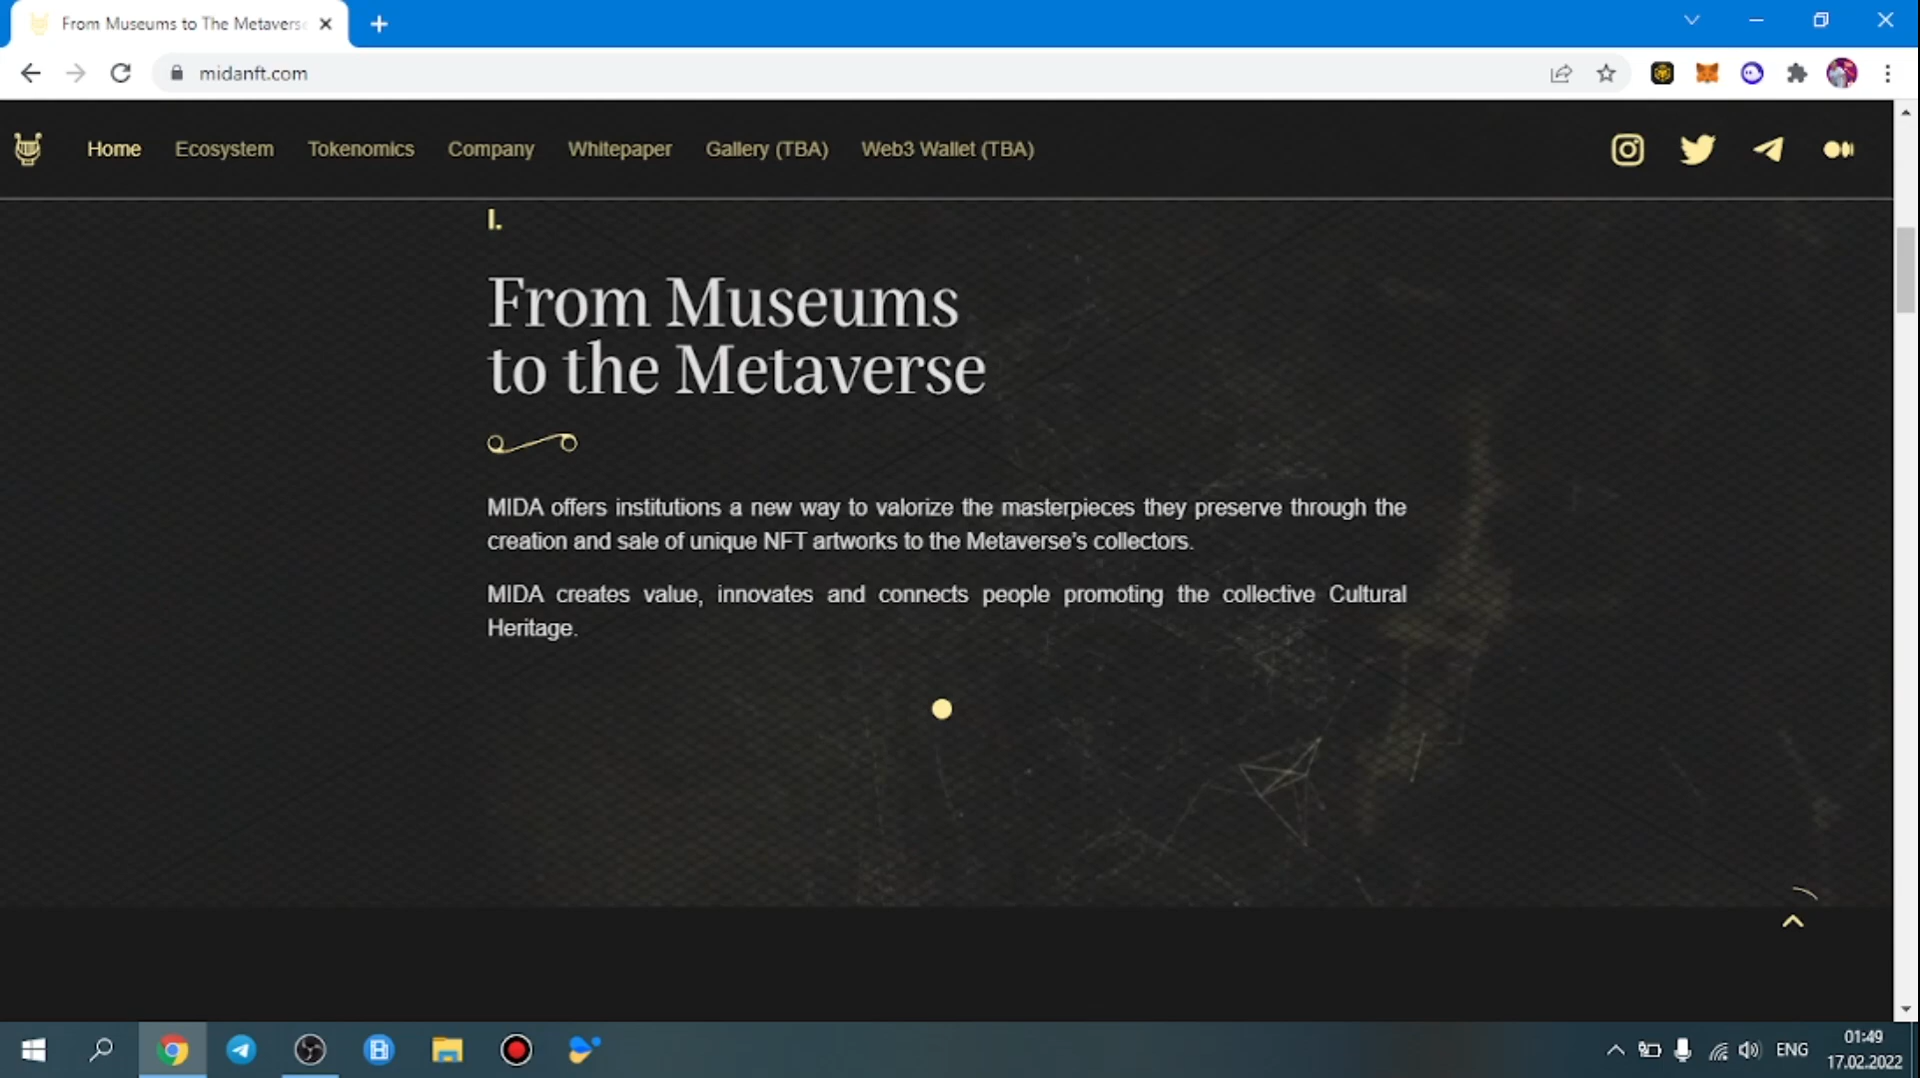 From Museums to The Metaverse
midanft.com
Home Ecosystem Tokenomics Company Whitepaper Gallery (TBA) Web3 Wallet (TBA)
I.
From Museums
to the Metaverse
MIDA offers institutions a new way to valorize the masterpieces they preserve through the
creation and sale of unique NFT artworks to the Metaverse's collectors.
MIDA creates value, innovates and connects people promoting the collective Cultural
Heritage.
ENG
01:49
17.02.2022